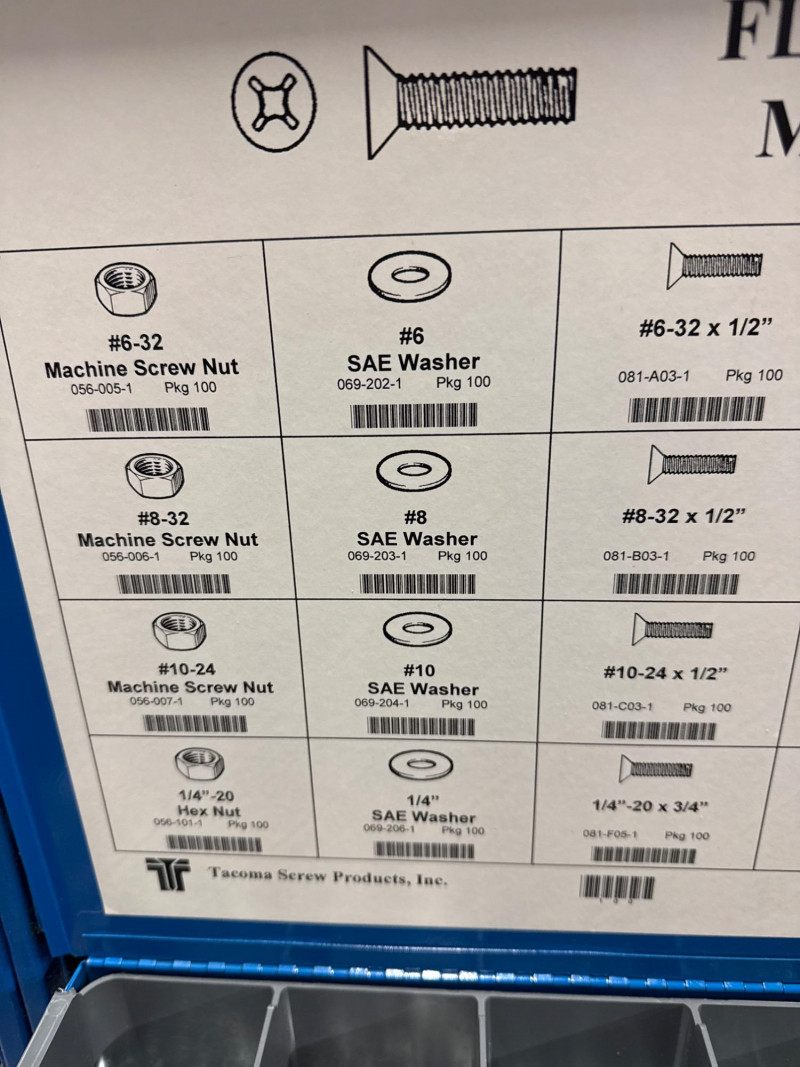 FL
M
#6-32
Machine Screw Nut
056-005-1 Pkg 100
#6
SAE Washer
069-202-1 Pkg 100
#6-32 x 1/2”
081-A03-1 Pkg 100
#8-32
Machine Screw Nut
056-006-1 Pkg 100
#8
SAE Washer
069-203-1 Pkg 100
#8-32 x 1/2”
081-B03-1 Pkg 100
#10-24
Machine Screw Nut
056-007-1 Pkg 100
#10
SAE Washer
069-204-1 Pkg 100
#10-24 x 1/2”
081-C03-1 Pkg 100
1/4”-20
Hex Nut
056-101-1 Pkg 100
1/4”
SAE Washer
069-206-1 Pkg 100
1/4”-20 x 3/4”
081-F05-1 Pkg 100
Tacoma Screw Products, Inc.